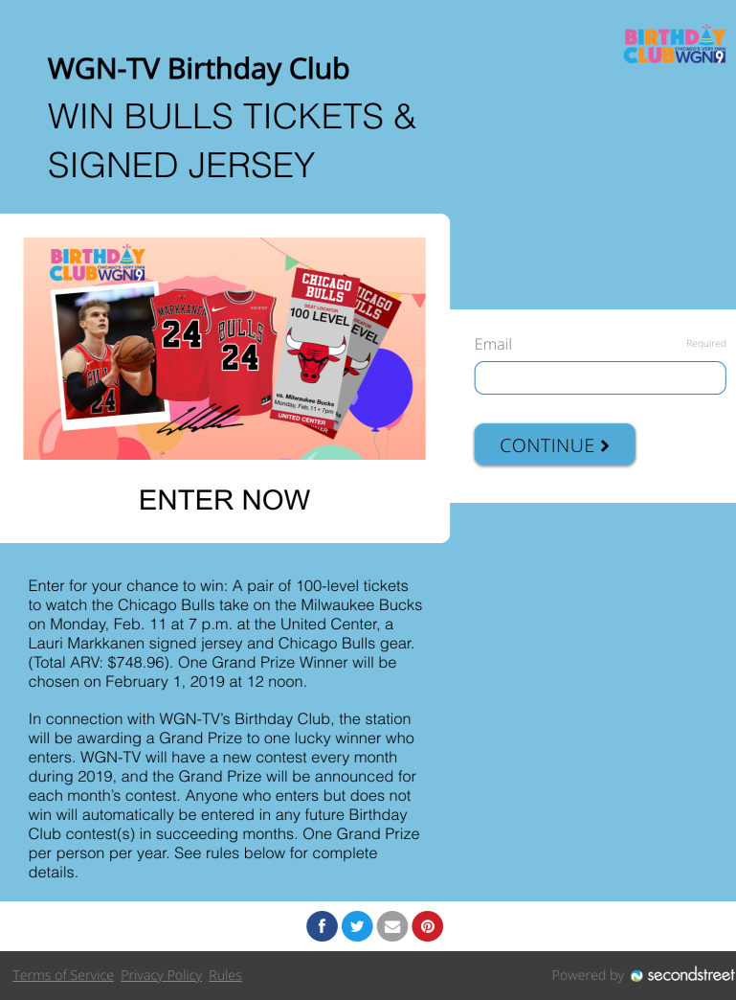 BIRTHDAY
CLUB CHICAGO'S VERY OWN WGN9
WGN-TV Birthday Club
WIN BULLS TICKETS &
SIGNED JERSEY
BIRTHDAY
CLUB CHICAGO'S VERY OWN WGN9
MARKKANEN
24
BULLS
24
24
CHICAGO
BULLS
SEAT LOCATOR
100 LEVEL
vs. Milwaukee Bucks
Monday, Feb. 11 • 7pm
UNITED CENTER
Email
Required
CONTINUE
ENTER NOW
Enter for your chance to win: A pair of 100-level tickets
to watch the Chicago Bulls take on the Milwaukee Bucks
on Monday, Feb. 11 at 7 p.m. at the United Center, a
Lauri Markkanen signed jersey and Chicago Bulls gear.
(Total ARV: $748.96). One Grand Prize Winner will be
chosen on February 1, 2019 at 12 noon.
In connection with WGN-TV’s Birthday Club, the station
will be awarding a Grand Prize to one lucky winner who
enters. WGN-TV will have a new contest every month
during 2019, and the Grand Prize will be announced for
each month’s contest. Anyone who enters but does not
win will automatically be entered in any future Birthday
Club contest(s) in succeeding months. One Grand Prize
per person per year. See rules below for complete
details.
Terms of Service Privacy Policy Rules
Powered by secondstreet